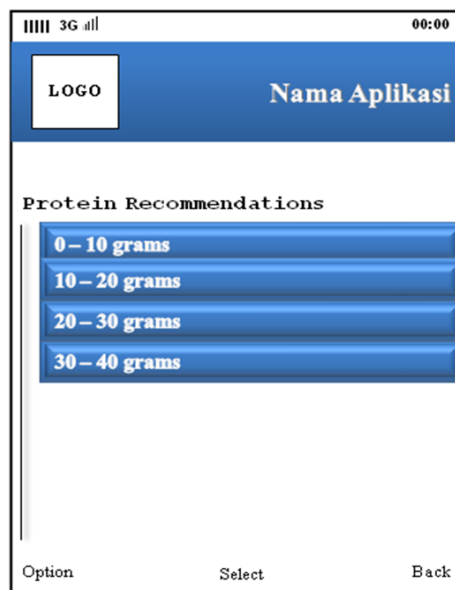 3G 00:00
LOGO
Nama Aplikasi
Protein Recommendations
0 – 10 grams
10 – 20 grams
20 – 30 grams
30 – 40 grams
Option Select Back